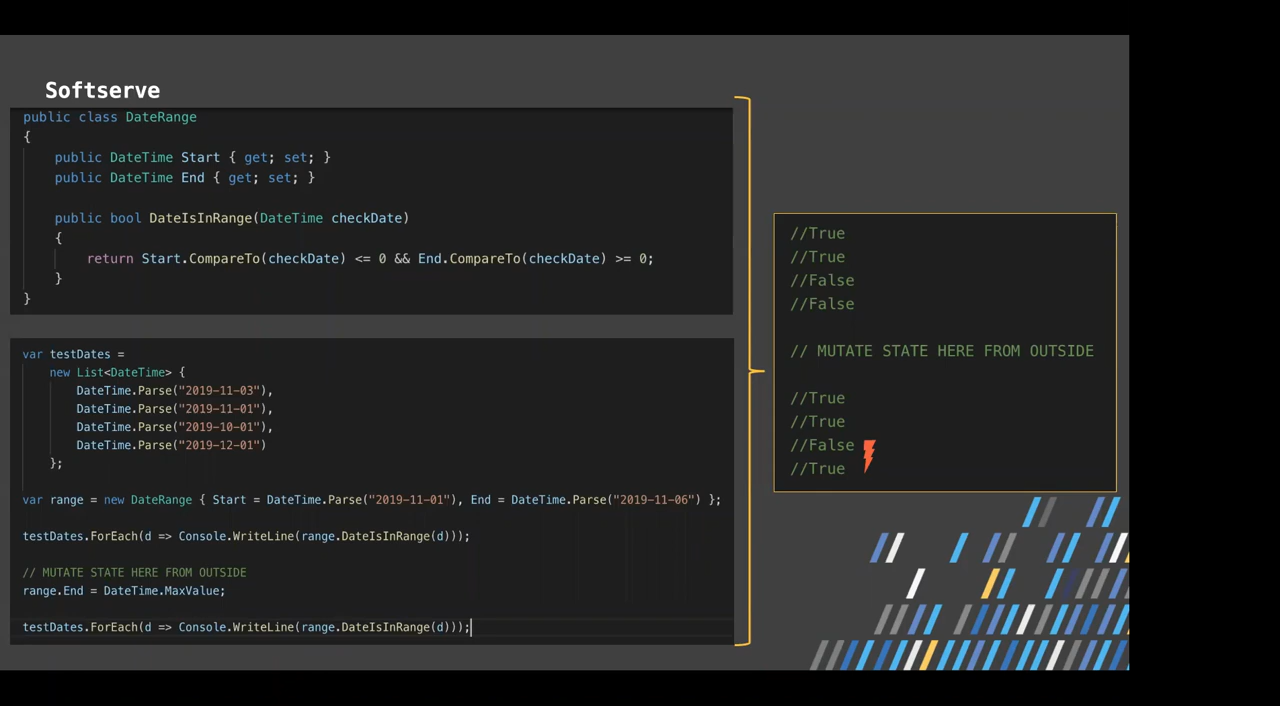 Softserve
public class DateRange
{
    public DateTime Start { get; set; }
    public DateTime End { get; set; }
    public bool DateIsInRange(DateTime checkDate)
    {
        return Start.CompareTo(checkDate) <= 0 && End.CompareTo(checkDate) >= 0;
    }
}
var testDates =
    new List<DateTime> {
        DateTime.Parse("2019-11-03"),
        DateTime.Parse("2019-11-01"),
        DateTime.Parse("2019-10-01"),
        DateTime.Parse("2019-12-01")
    };
var range = new DateRange { Start = DateTime.Parse("2019-11-01"), End = DateTime.Parse("2019-11-06") };
testDates.ForEach(d => Console.WriteLine(range.DateIsInRange(d)));
// MUTATE STATE HERE FROM OUTSIDE
range.End = DateTime.MaxValue;
testDates.ForEach(d => Console.WriteLine(range.DateIsInRange(d)));
//True
//True
//False
//False
// MUTATE STATE HERE FROM OUTSIDE
//True
//True
//False
//True